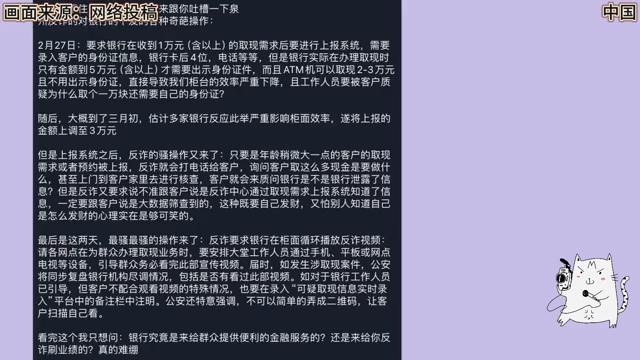 画面来源：网络投稿
中国
来跟你吐槽一下泉
州反诈的对银行的下发的各种奇葩操作：
2月27日：要求银行在收到1万元（含以上）的取现需求后要进行上报系统，需要
录入客户的身份证信息，银行卡后4位，电话等等，但是银行实际在办理取现时
只有金额到5万元（含以上）才需要出示身份证件，而且ATM机可以取现2-3万元
且不用出示身份证，直接导致我们柜台的效率严重下降，且工作人员要被客户质
疑为什么取个一万块还需要自己的身份证？
随后，大概到了三月初，估计多家银行反应此举严重影响柜面效率，遂将上报的
金额上调至3万元
但是上报系统之后，反诈的骚操作又来了：只要是年龄稍微大一点的客户的取现
需求或者预约被上报，反诈就会打电话给客户，询问客户取这么多现金是要做什
么，甚至上门到客户家里去进行核查，客户就会来质问银行是不是银行泄露了信
息？但是反诈又要求说不准跟客户说是反诈中心通过取现需求上报系统知道了信
息，一定要跟客户说是大数据筛查到的，这种既要自己发财，又怕别人知道自己
是怎么发财的心理实在是够可笑的。
最后是这两天，最骚最骚的操作来了：反诈要求银行在柜面循环播放反诈视频：
请各网点在为群众办理取现业务时，要安排大堂工作人员通过手机、平板或网点
电视等设备，引导群众务必看完此部宣传视频。届时，如发生涉取现案件，公安
将同步复盘银行机构尽调情况，包括是否有看过此部视频。如对于银行工作人员
已引导，但客户不配合观看视频的特殊情况，也要在录入“可疑取现信息实时录
入”平台中的备注栏中注明。公安还特意强调，不可以简单的弄成二维码，让客
户扫描自己看。
看完这个我只想问：银行究竟是来给群众提供便利的金融服务的？还是来给你反
诈刷业绩的？真的难绷